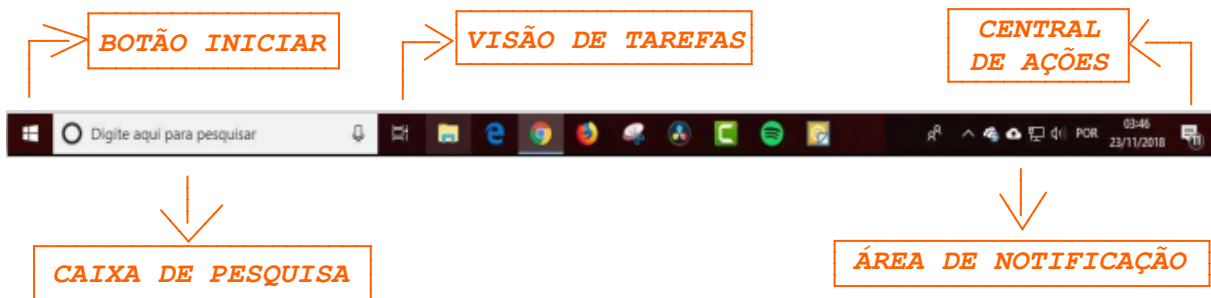 BOTÃO INICIAR
VISÃO DE TAREFAS
CENTRAL
DE AÇÕES
Digite aqui para pesquisar
POR
03:46
23/11/2018
11
CAIXA DE PESQUISA
ÁREA DE NOTIFICAÇÃO